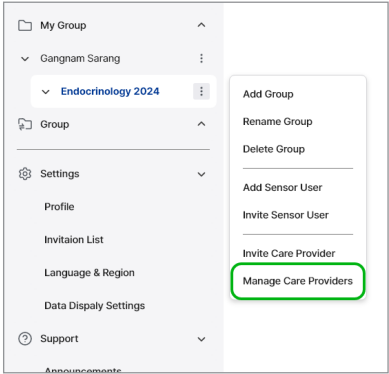 My Group
Gangnam Sarang
Endocrinology 2024
Group
Settings
Profile
Invitaion List
Language & Region
Data Dispaly Settings
Support
Announcements
Add Group
Rename Group
Delete Group
Add Sensor User
Invite Sensor User
Invite Care Provider
Manage Care Providers